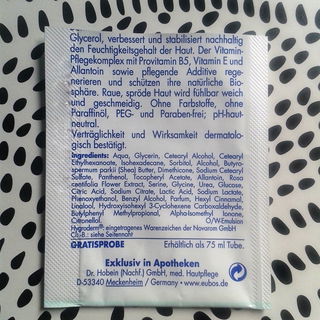 Glycerol, verbessert und stabilisiert nachhaltig
den Feuchtigkeitsgehalt der Haut. Der Vitamin-
Pflegekomplex mit Provitamin B5, Vitamin E und
Allantoin sowie pflegende Additive rege-
nerieren und schützen ihre natürliche Bio-
sphäre. Raue, spröde Haut wird fühlbar weich
und geschmeidig. Ohne Farbstoffe, ohne
Paraffinöl, PEG- und Paraben-frei; pH-haut-
neutral.
Verträglichkeit und Wirksamkeit dermatolo-
gisch bestätigt.
Ingredients: Aqua, Glycerin, Cetearyl Alcohol, Cetearyl
Ethylhexanoate, Isohexadecane, Sorbitol, Alcohol, Butyro-
spermum parkii (Shea) Butter, Dimethicone, Sodium Cetearyl
Sulfate, Panthenol, Tocopheryl Acetate, Allantoin, Rosa
centifolia Flower Extract, Serine, Glycine, Urea, Glucose,
Citric Acid, Sodium Citrate, Lactic Acid, Sodium Lactate,
Phenoxyethanol, Benzyl Alcohol, Parfum, Hexyl Cinnamal,
Linalool, Hydroxyisohexyl 3-Cyclohexene Carboxaldehyde,
Butylphenyl Methylpropional, Alpha-Isomethyl Ionone,
Citronellol. O/W-Emulsion
Hygroderm®: eingetragenes Warenzeichen der Novarom GmbH
Ch.-B.: siehe Seitennaht
GRATISPROBE Erhältlich als 75 ml Tube.
Exklusiv in Apotheken
Dr. Hobein (Nachf.) GmbH, med. Hautpflege
D-53340 Meckenheim / Germany • www.eubos.de